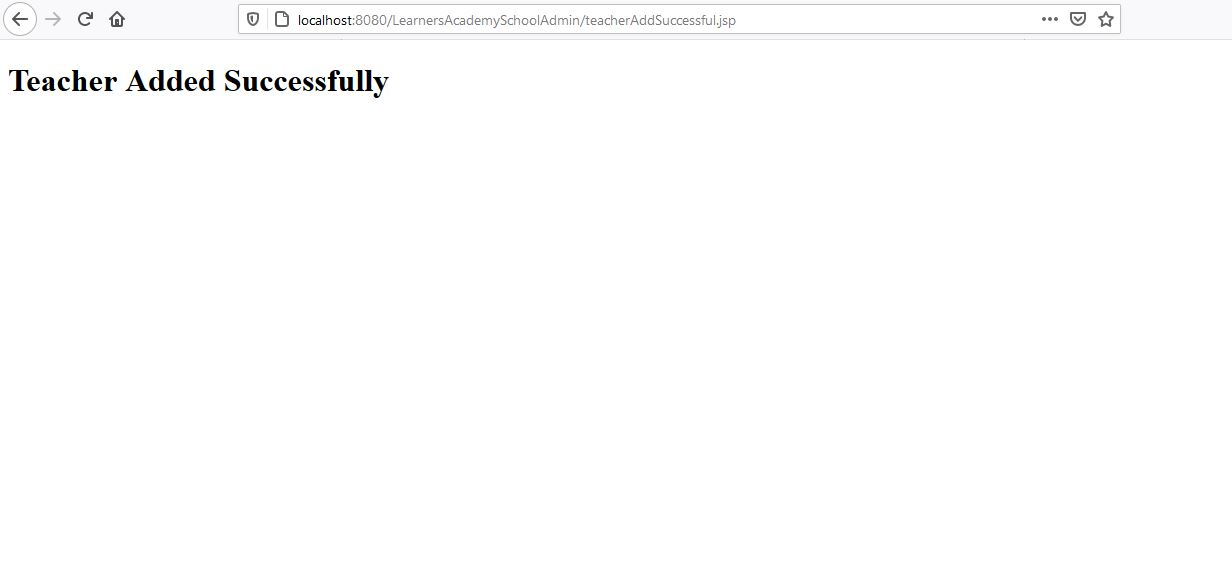 localhost:8080/LearnersAcademySchoolAdmin/teacherAddSuccessful.jsp
Teacher Added Successfully